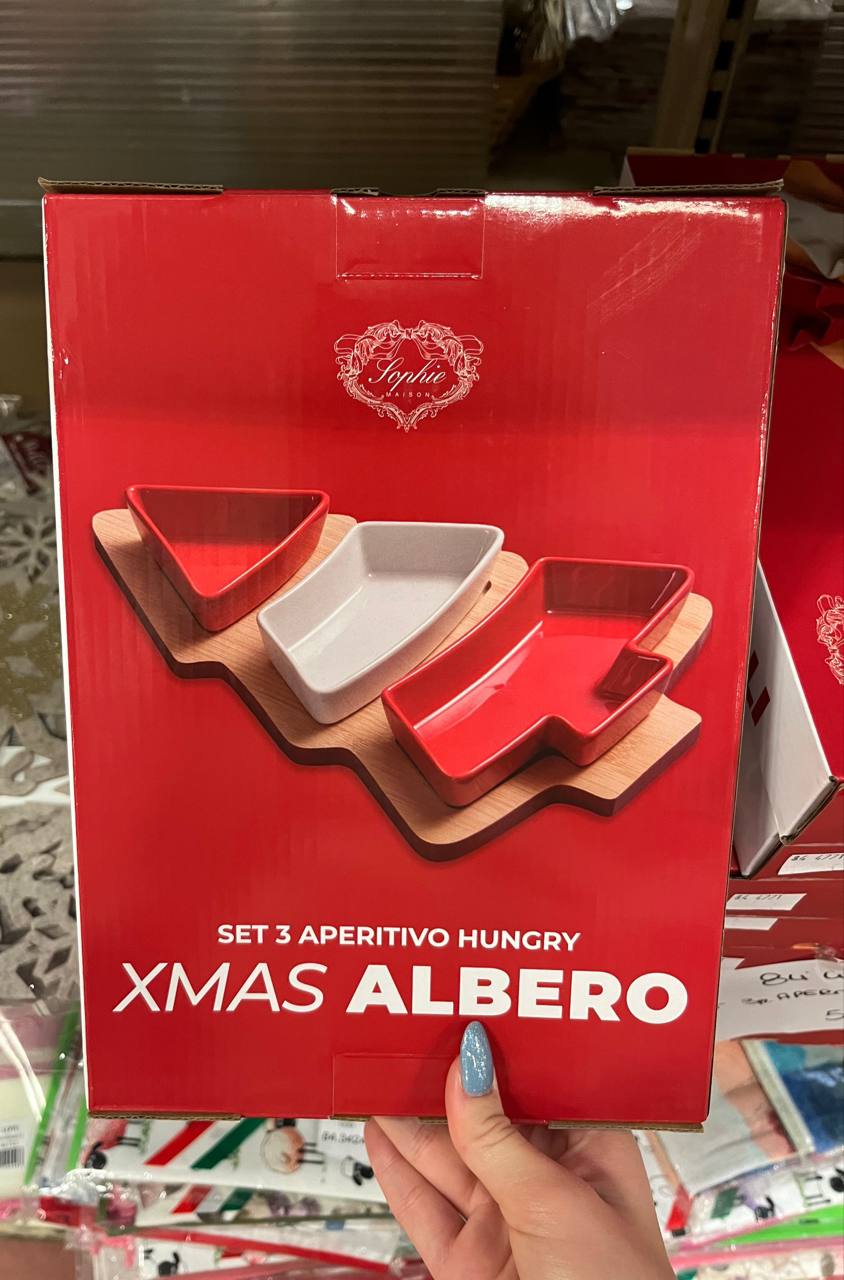 Sophie
MAISON
SET 3 APERITIVO HUNGRY
XMAS ALBERO